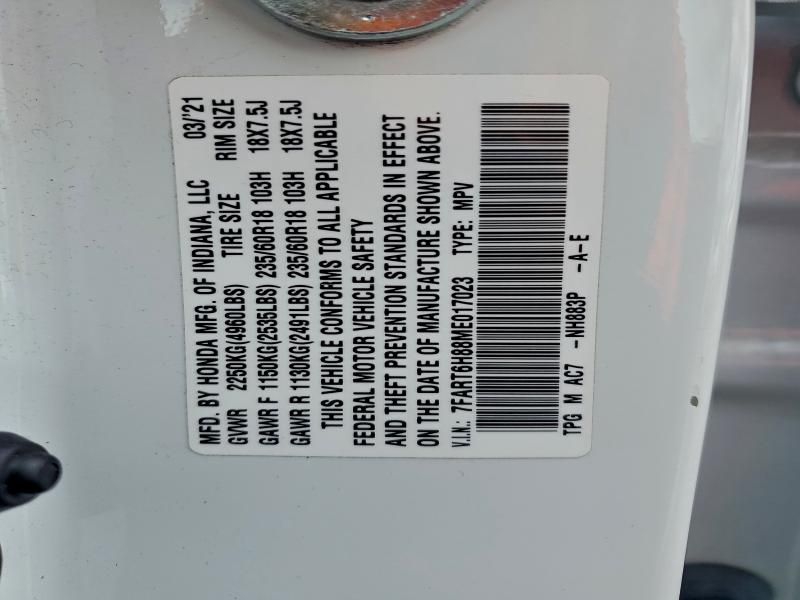 MFD. BY HONDA MFG. OF INDIANA, LLC 03/'21
GVWR 2250KG(4960LBS) TIRE SIZE RIM SIZE
GAWR F 1150KG(2535LBS) 235/60R18 103H 18X7.5J
GAWR R 1130KG(2491LBS) 235/60R18 103H 18X7.5J
THIS VEHICLE CONFORMS TO ALL APPLICABLE
FEDERAL MOTOR VEHICLE SAFETY
AND THEFT PREVENTION STANDARDS IN EFFECT
ON THE DATE OF MANUFACTURE SHOWN ABOVE.
V.I.N.: 7FART6H88ME017023 TYPE: MPV
TPG M AC7 -NH883P -A-E